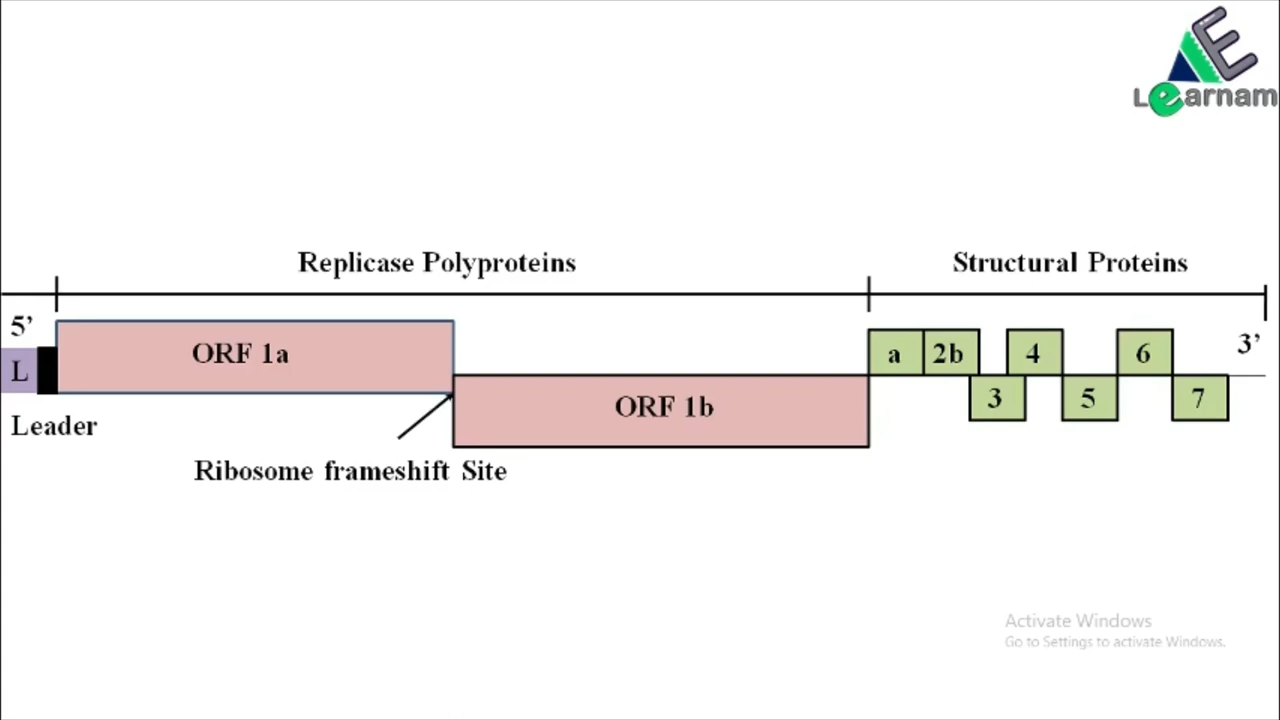 E
Learnam
Replicase Polyproteins
Structural Proteins
5’
3’
L
ORF 1a
a
2b
4
6
ORF 1b
3
5
7
Leader
Ribosome frameshift Site
Activate Windows
Go to Settings to activate Windows.